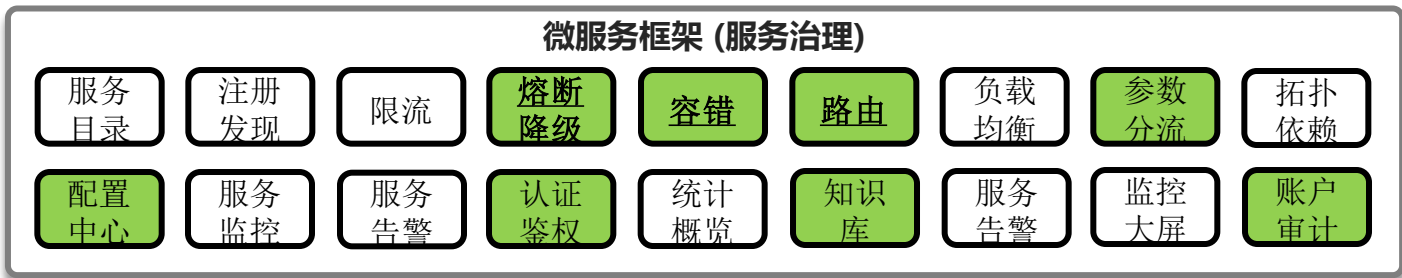 微服务框架 (服务治理)
服务
目录
注册
发现
限流
熔断
降级
容错
路由
负载
均衡
参数
分流
拓扑
依赖
配置
中心
服务
监控
服务
告警
认证
鉴权
统计
概览
知识
库
服务
告警
监控
大屏
账户
审计